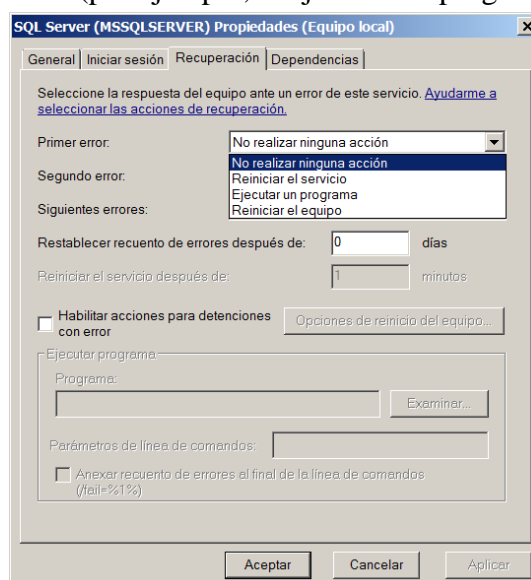 SQL Server (MSSQLSERVER) Propiedades (Equipo local)
General Iniciar sesión Recuperación Dependencias
Seleccione la respuesta del equipo ante un error de este servicio. Ayudarme a
seleccionar las acciones de recuperación.
Primer error: No realizar ninguna acción
No realizar ninguna acción
Segundo error: Reiniciar el servicio
Ejecutar un programa
Siguientes errores: Reiniciar el equipo
Restablecer recuento de errores después de: 0 días
Reiniciar el servicio después de: 1 minutos
Habilitar acciones para detenciones
con error
Opciones de reinicio del equipo...
Ejecutar programa
Programa:
Examinar...
Parámetros de línea de comandos:
Anexar recuento de errores al final de la línea de comandos
(/fail=%1%)
Aceptar Cancelar Aplicar